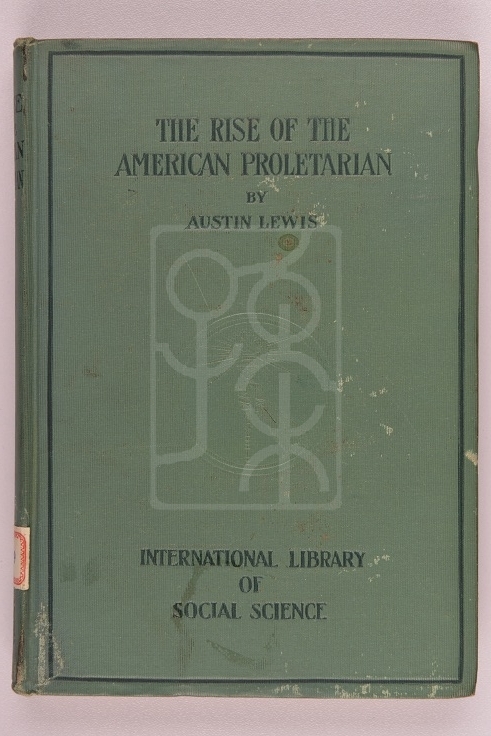 THE RISE OF THE
AMERICAN PROLETARIAN
BY
AUSTIN LEWIS
INTERNATIONAL LIBRARY
OF
SOCIAL SCIENCE